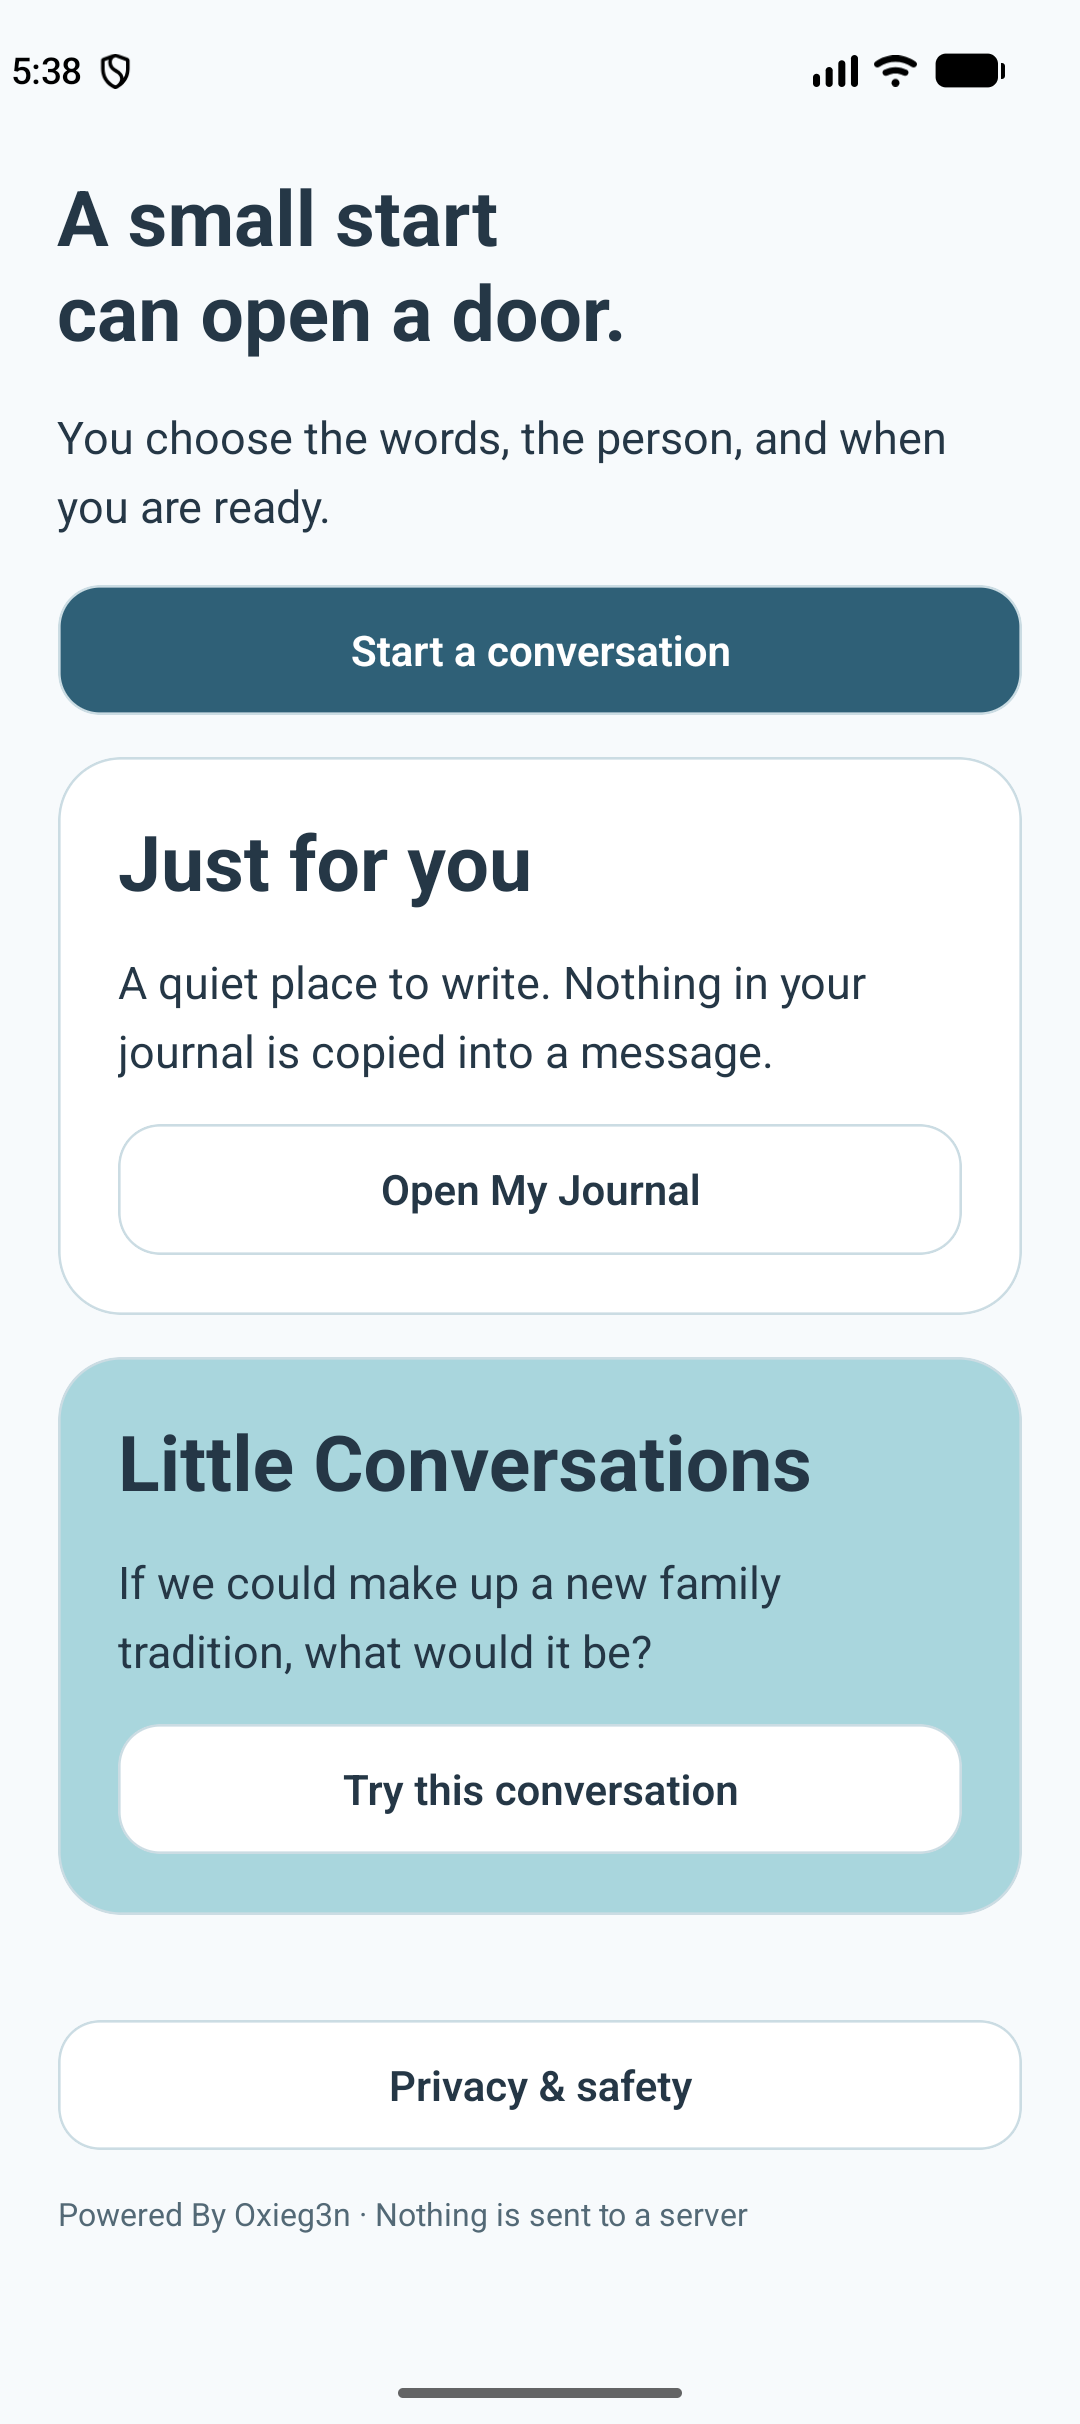 5:38
A small start
can open a door.
You choose the words, the person, and when
you are ready.
Start a conversation
Just for you
A quiet place to write. Nothing in your
journal is copied into a message.
Open My Journal
Little Conversations
If we could make up a new family
tradition, what would it be?
Try this conversation
Privacy & safety
Powered By Oxieg3n · Nothing is sent to a server